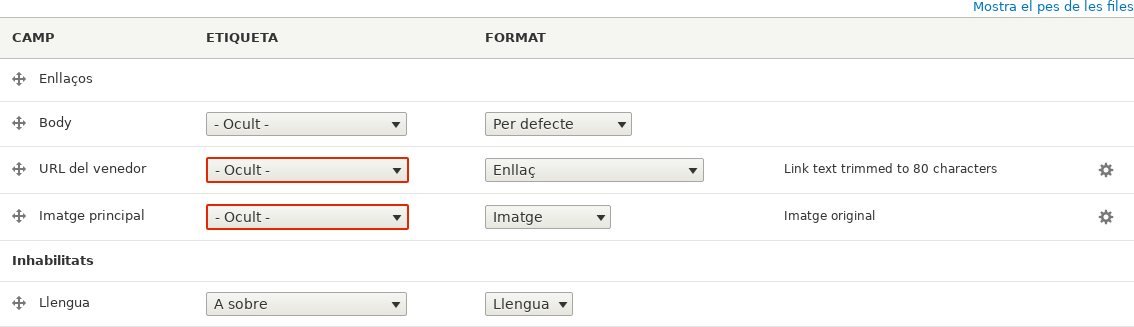 Mostra el pes de les files
CAMP ETIQUETA FORMAT
Enllaços
Body - Ocult - Per defecte
URL del venedor - Ocult - Enllaç Link text trimmed to 80 characters
Imatge principal - Ocult - Imatge Imatge original
Inhabilitats
Llengua A sobre Llengua